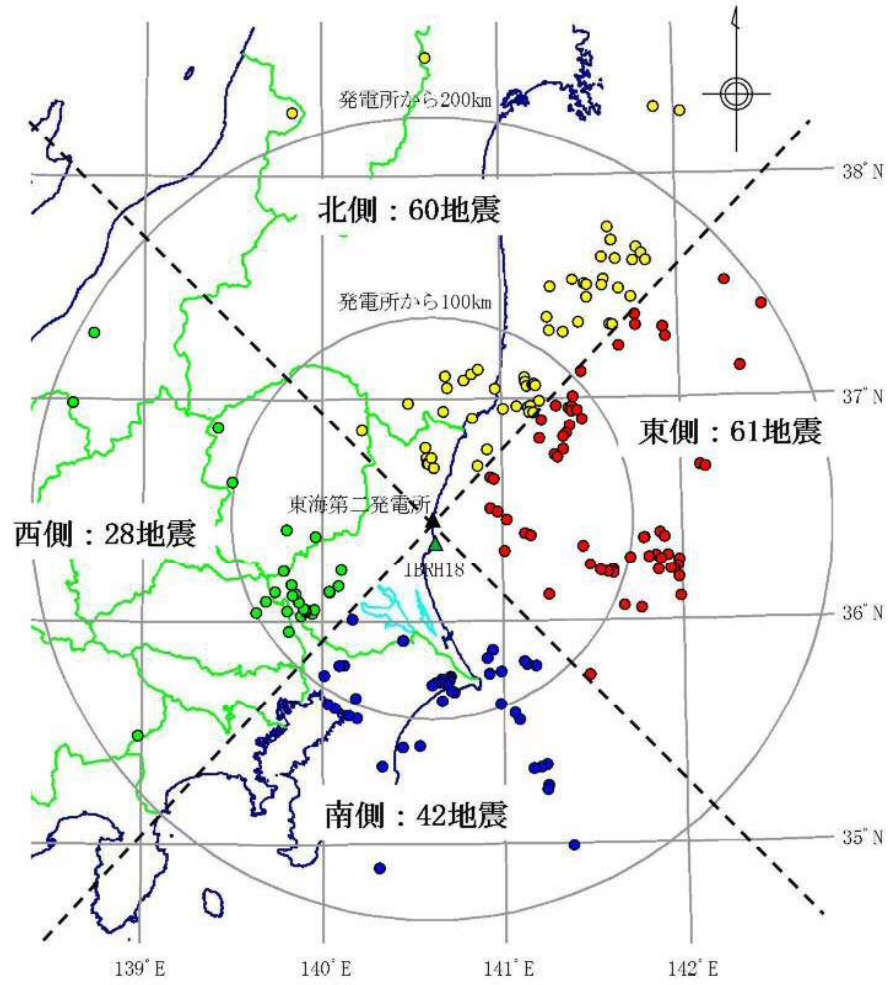 発電所から200km
38°N
北側：60地震
発電所から100km
37°N
東側：61地震
東海第二発電所
西側：28地震
IBRH18
36°N
南側：42地震
35°N
139°E
140°E
141°E
142°E